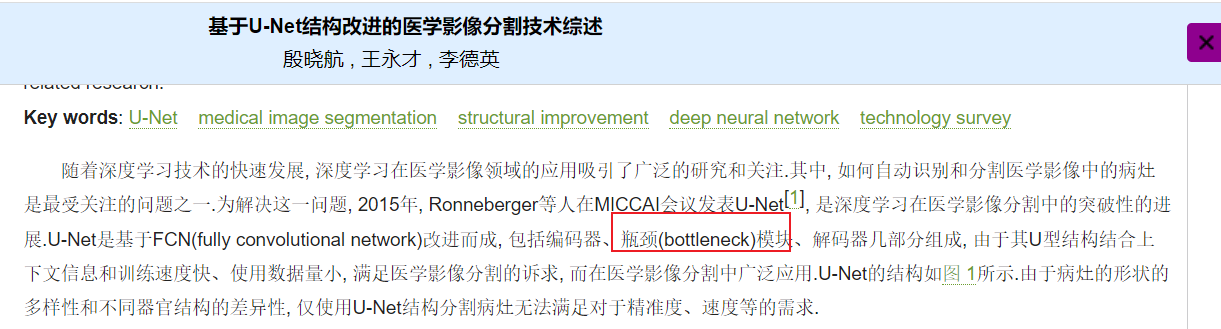 基于U-Net结构改进的医学影像分割技术综述
殷晓航 , 王永才 , 李德英
related research.
Key words: U-Net medical image segmentation structural improvement deep neural network technology survey
随着深度学习技术的快速发展, 深度学习在医学影像领域的应用吸引了广泛的研究和关注.其中, 如何自动识别和分割医学影像中的病灶
是最受关注的问题之一.为解决这一问题, 2015年, Ronneberger等人在MICCAI会议发表U-Net[1], 是深度学习在医学影像分割中的突破性的进
展.U-Net是基于FCN(fully convolutional network)改进而成, 包括编码器、瓶颈(bottleneck)模块、解码器几部分组成, 由于其U型结构结合上
下文信息和训练速度快、使用数据量小, 满足医学影像分割的诉求, 而在医学影像分割中广泛应用.U-Net的结构如图 1所示.由于病灶的形状的
多样性和不同器官结构的差异性, 仅使用U-Net结构分割病灶无法满足对于精准度、速度等的需求.